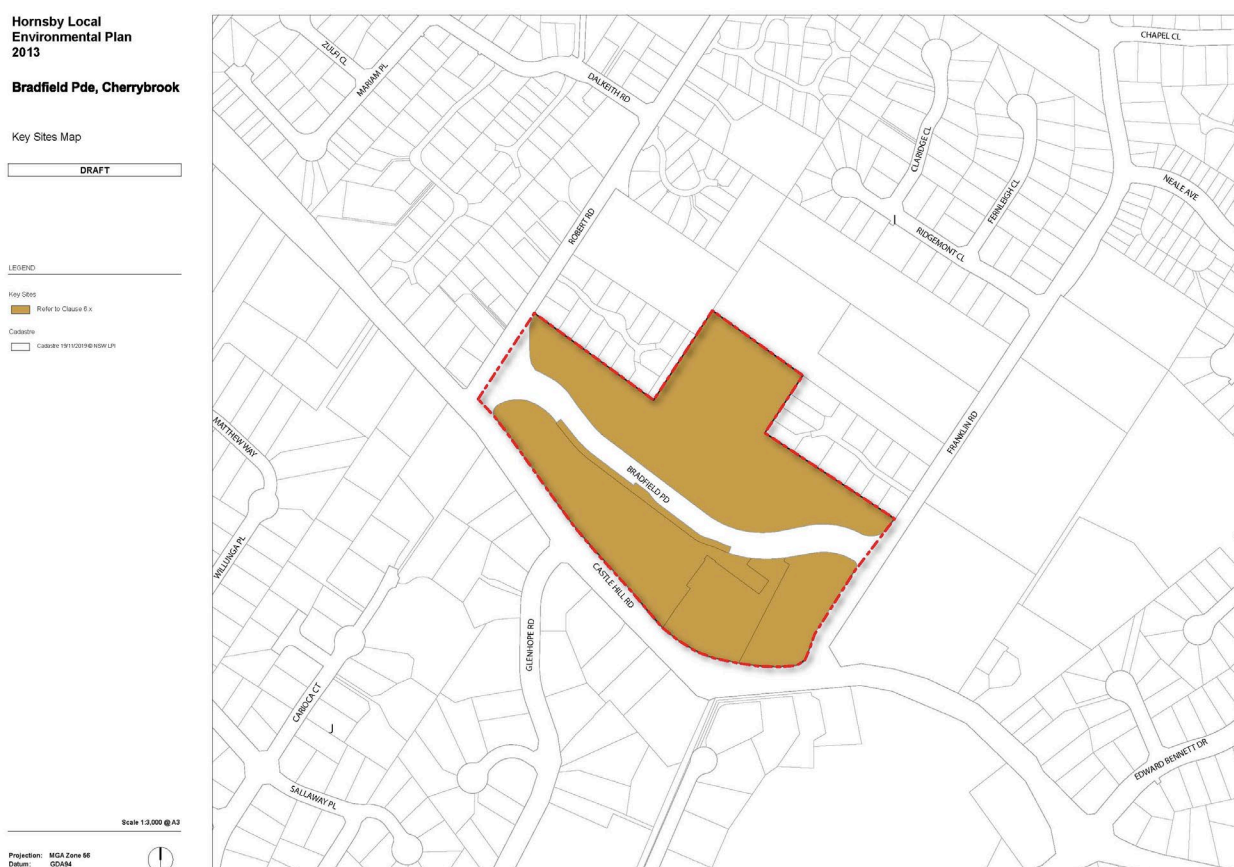 Hornsby Local
Environmental Plan
2013
Bradfield Pde, Cherrybrook
Key Sites Map
DRAFT
LEGEND
Key Sites
Refer to Clause 6.x
Cadastre
Cadastre 19/11/2019 © NSW LPI
Scale 1:3,000 @ A3
Projection: MGA Zone 56
Datum: GDA94
ZULFI CL
MARIAM PL
DALKEITH RD
ROBERT RD
CHAPEL CL
CLARIDGE CL
FERNLEIGH CL
NEALE AVE
RIDGEMONT CL
I
FRANKLIN RD
BRADFIELD PD
MATTHEW WAY
WILLUNGA PL
CASTLE HILL RD
GLENHOPE RD
CARIOCA CT
J
SALLAWAY PL
EDWARD BENNETT DR